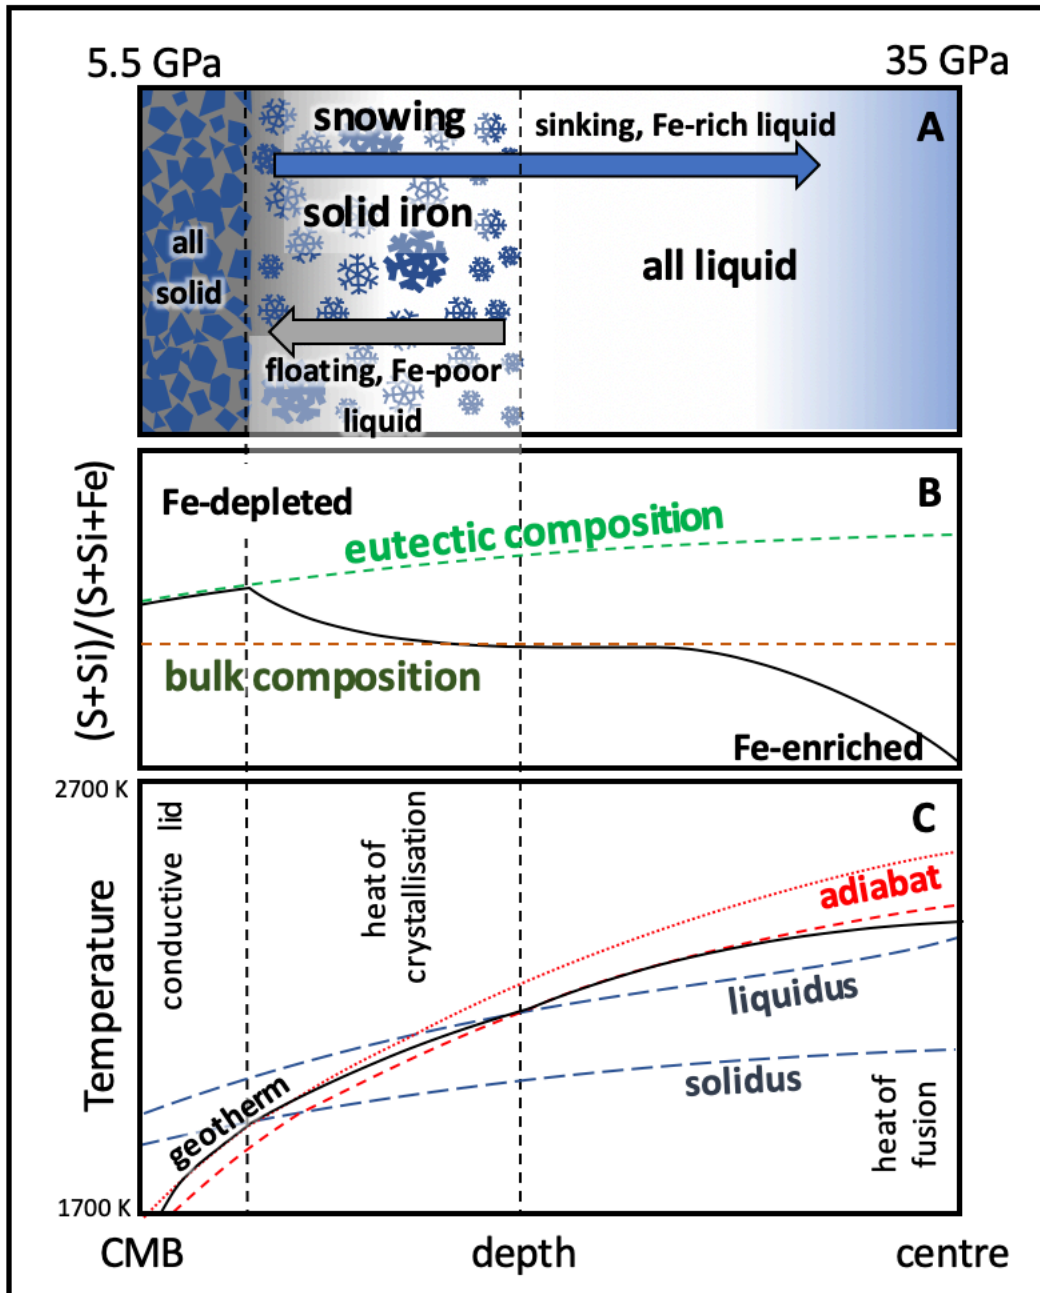 5.5 GPa
35 GPa
snowing
sinking, Fe-rich liquid
A
solid iron
all
solid
all liquid
floating, Fe-poor
liquid
(S+Si)/(S+Si+Fe)
Fe-depleted
B
eutectic composition
bulk composition
Fe-enriched
2700 K
Temperature
1700 K
conductive lid
heat of
crystallisation
C
adiabat
liquidus
solidus
geotherm
heat of
fusion
CMB
depth
centre